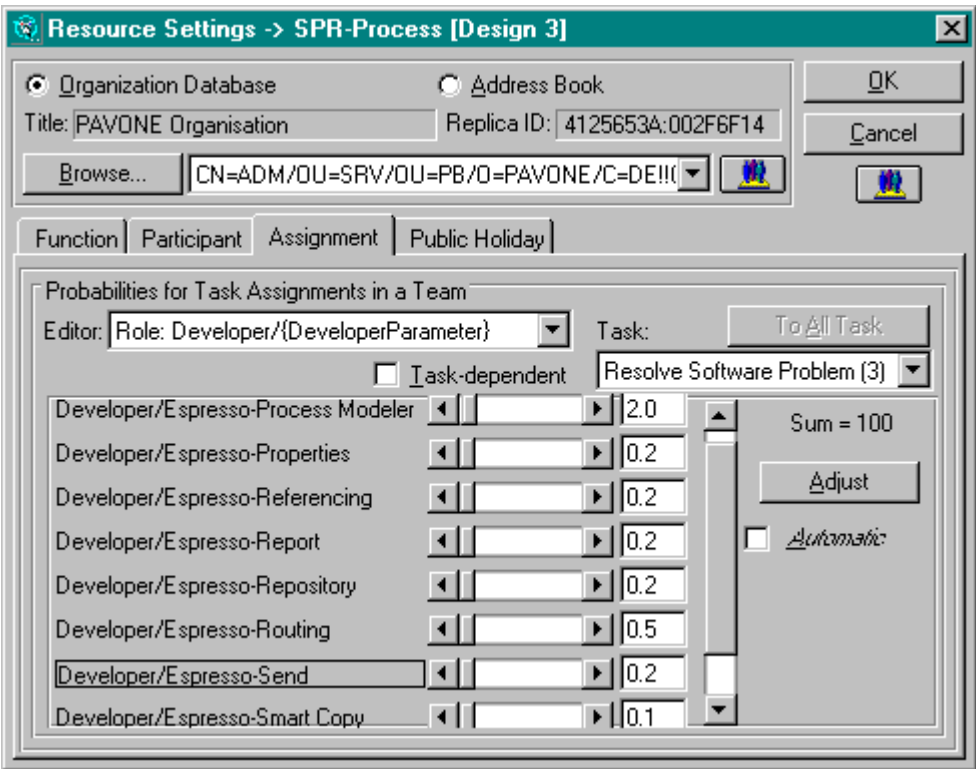 Resource Settings -> SPR-Process [Design 3]
Organization Database
Address Book
OK
Title: PAVONE Organisation
Replica ID: 4125653A:002F6F14
Cancel
Browse...
CN=ADM/OU=SRV/OU=PB/O=PAVONE/C=DE!!(
Function
Participant
Assignment
Public Holiday
Probabilities for Task Assignments in a Team
Editor: Role: Developer/{DeveloperParameter}
Task:
To All Task
Task-dependent
Resolve Software Problem (3)
Developer/Espresso-Process Modeler 2.0
Sum = 100
Developer/Espresso-Properties 0.2
Adjust
Developer/Espresso-Referencing 0.2
Developer/Espresso-Report 0.2
Automatic
Developer/Espresso-Repository 0.2
Developer/Espresso-Routing 0.5
Developer/Espresso-Send 0.2
Developer/Espresso-Smart Copy 0.1